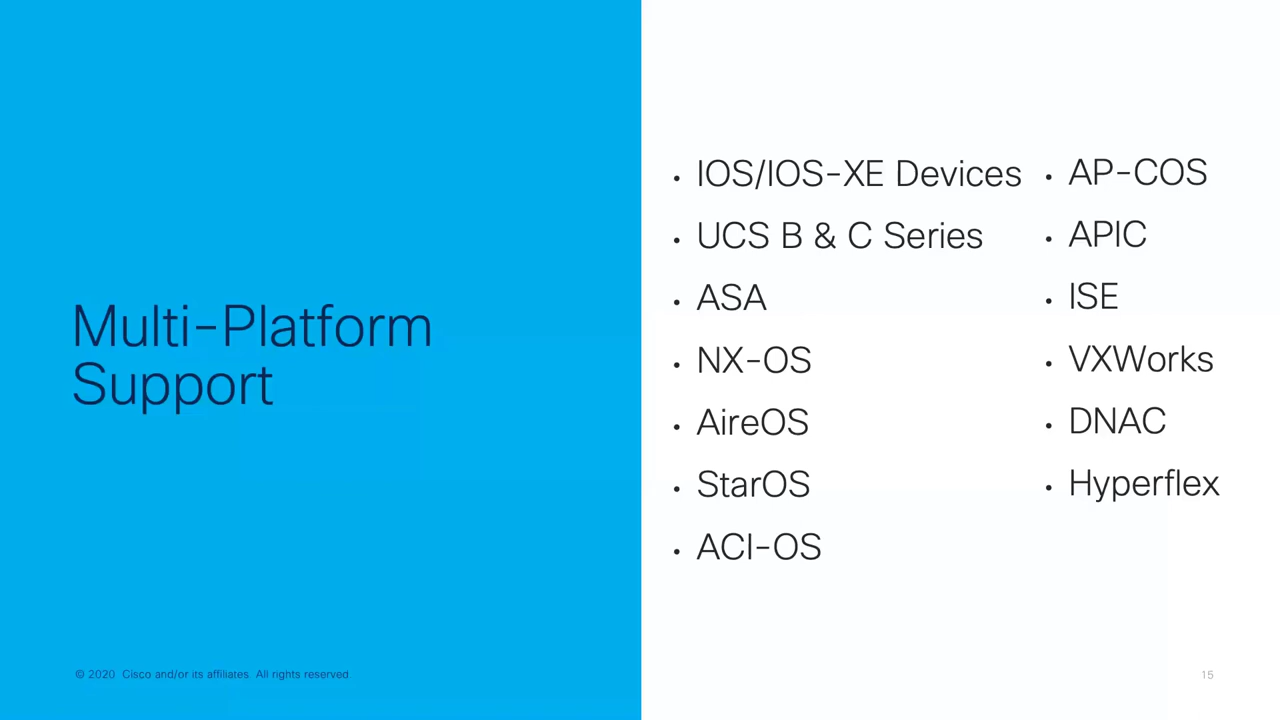 Multi-Platform
Support
• IOS/IOS-XE Devices
• UCS B & C Series
• ASA
• NX-OS
• AireOS
• StarOS
• ACI-OS
• AP-COS
• APIC
• ISE
• VXWorks
• DNAC
• Hyperflex
© 2020 Cisco and/or its affiliates. All rights reserved.
15